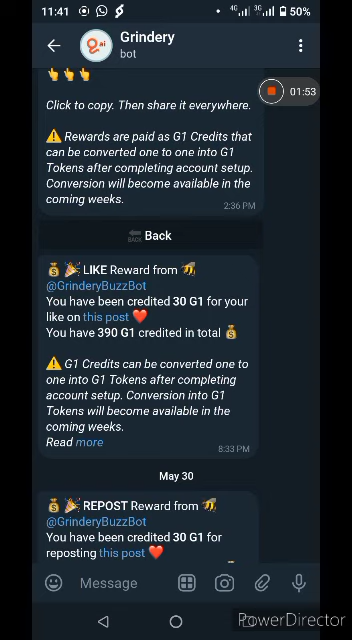 11:41
4G
3G
50%
Grindery
bot
ai
01:53
👆👆👆
Click to copy. Then share it everywhere.
⚠️ Rewards are paid as G1 Credits that
can be converted one to one into G1
Tokens after completing account setup.
Conversion will become available in the
coming weeks.
2:36 PM
🔙 Back
💰 🎉 LIKE Reward from 🐝
@GrinderyBuzzBot
You have been credited 30 G1 for your
like on this post ❤️
You have 390 G1 credited in total 💰
⚠️ G1 Credits can be converted one to
one into G1 Tokens after completing
account setup. Conversion into G1
Tokens will become available in the
coming weeks.
Read more
8:33 PM
May 30
💰 🎉 REPOST Reward from 🐝
@GrinderyBuzzBot
You have been credited 30 G1 for
reposting this post ❤️
Message
PowerDirector